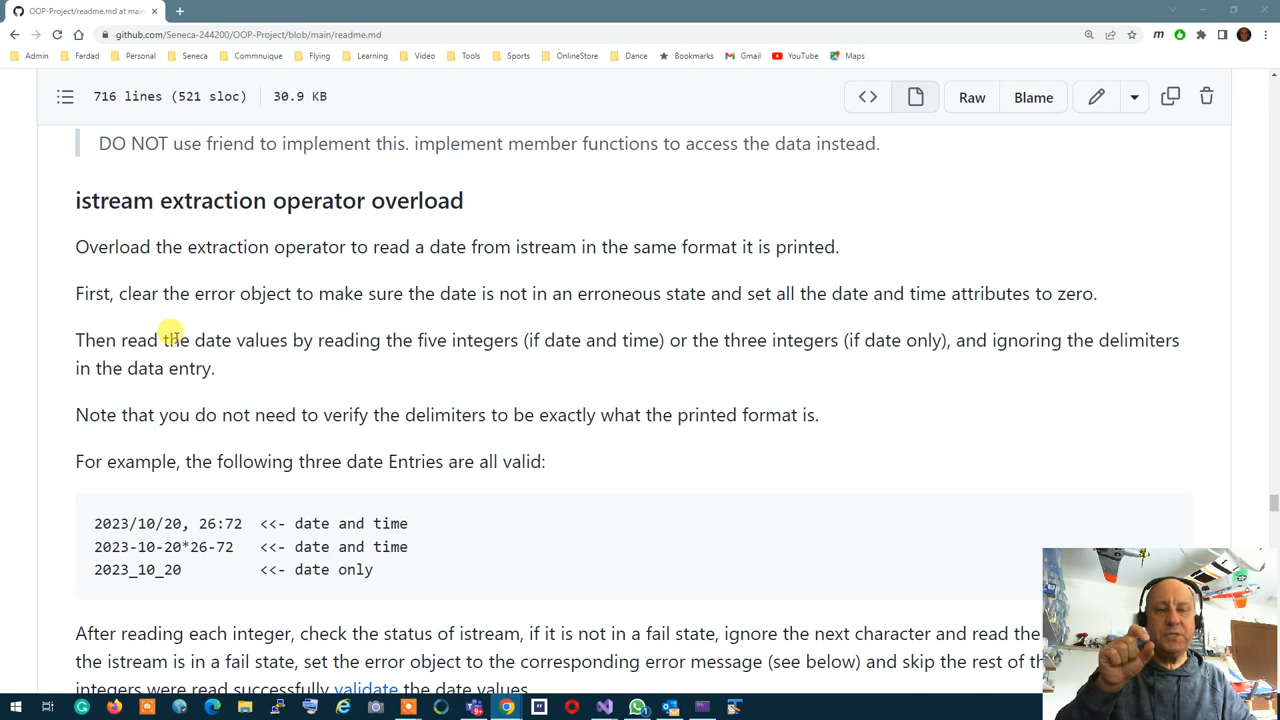 OOP-Project/readme.md at main
github.com/Seneca-244200/OOP-Project/blob/main/readme.md
Admin Fardad Personal Seneca Commnuique Flying Learning Video Tools Sports OnlineStore Dance Bookmarks Gmail YouTube Maps
716 lines (521 sloc) 30.9 KB Raw Blame
DO NOT use friend to implement this. implement member functions to access the data instead.
istream extraction operator overload
Overload the extraction operator to read a date from istream in the same format it is printed.
First, clear the error object to make sure the date is not in an erroneous state and set all the date and time attributes to zero.
Then read the date values by reading the five integers (if date and time) or the three integers (if date only), and ignoring the delimiters
in the data entry.
Note that you do not need to verify the delimiters to be exactly what the printed format is.
For example, the following three date Entries are all valid:
2023/10/20, 26:72 <<- date and time
2023-10-20*26-72 <<- date and time
2023_10_20 <<- date only
After reading each integer, check the status of istream, if it is not in a fail state, ignore the next character and read the
the istream is in a fail state, set the error object to the corresponding error message (see below) and skip the rest of
integers were read successfully validate the date values.